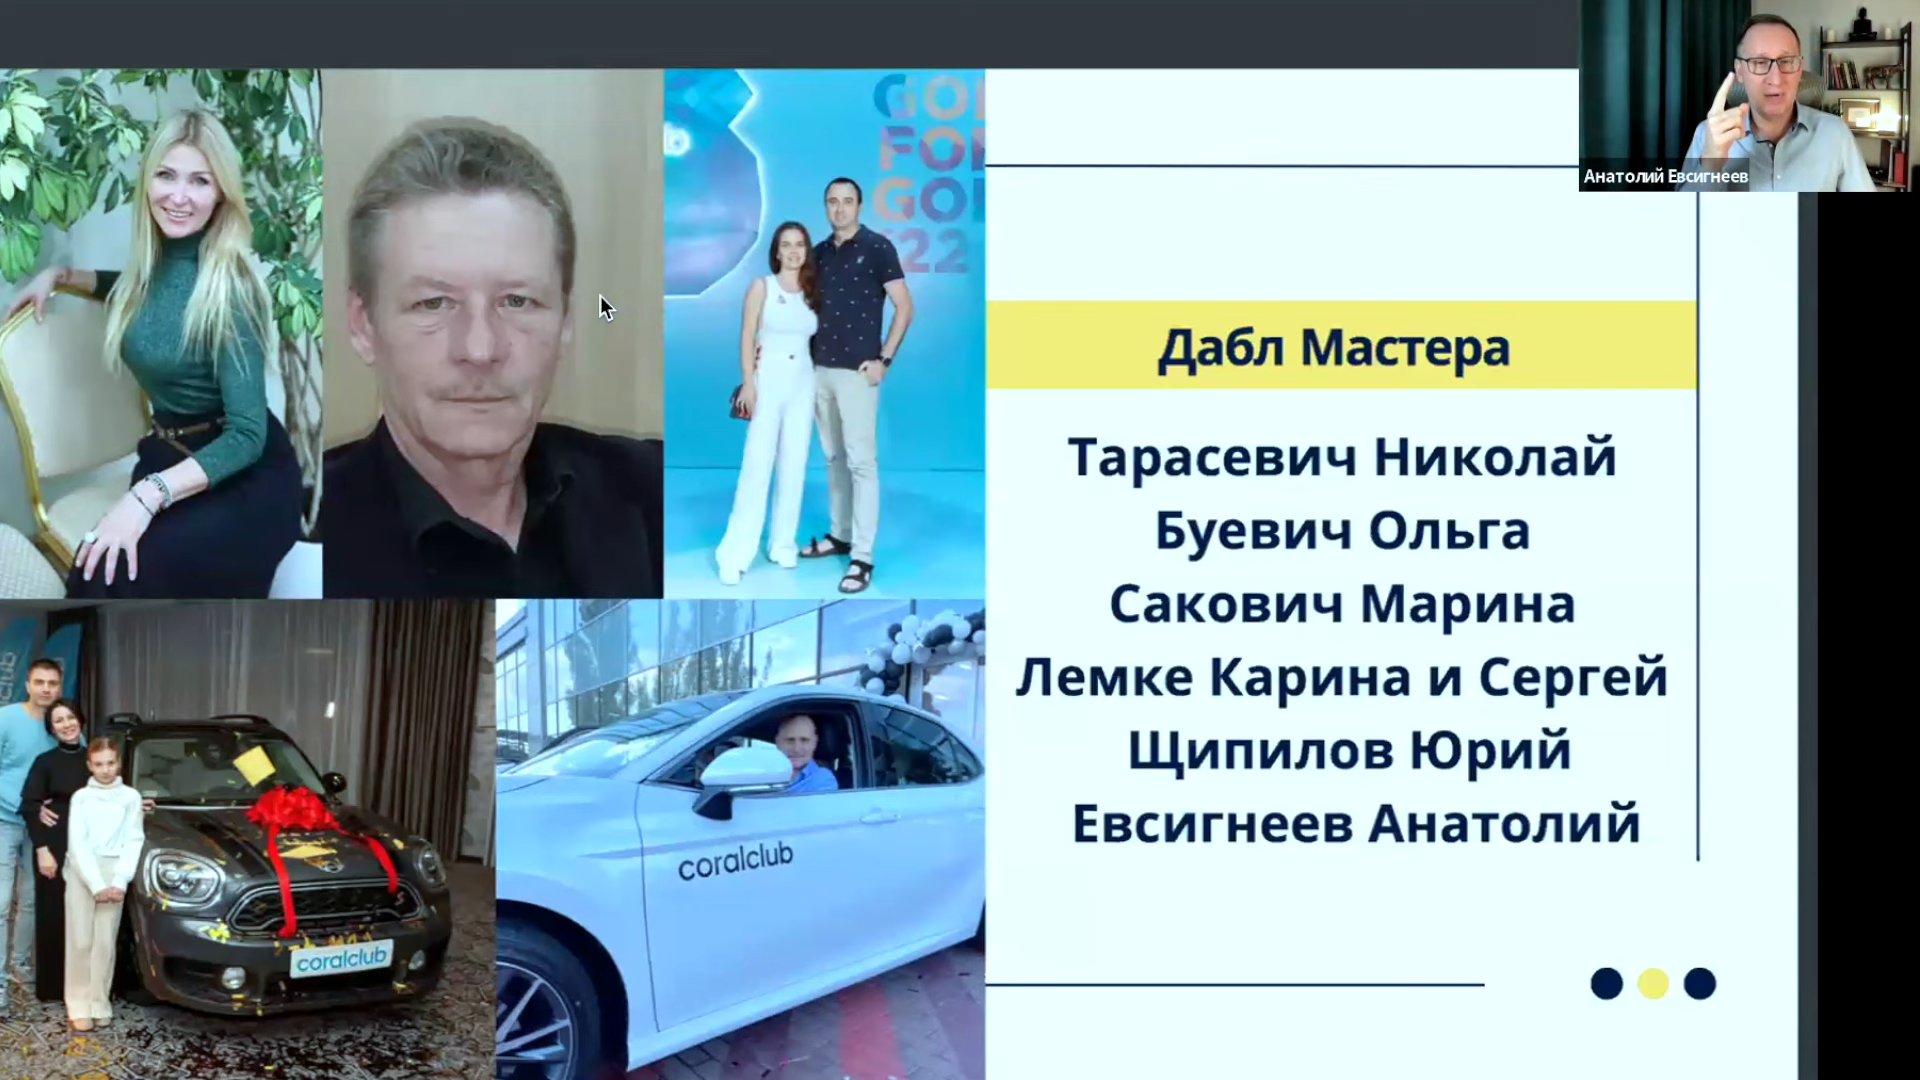 Анатолий Евсигнеев
Дабл Мастера
Тарасевич Николай
Буевич Ольга
Сакович Марина
Лемке Карина и Сергей
Щипилов Юрий
Евсигнеев Анатолий
22
coralclub
coralclub